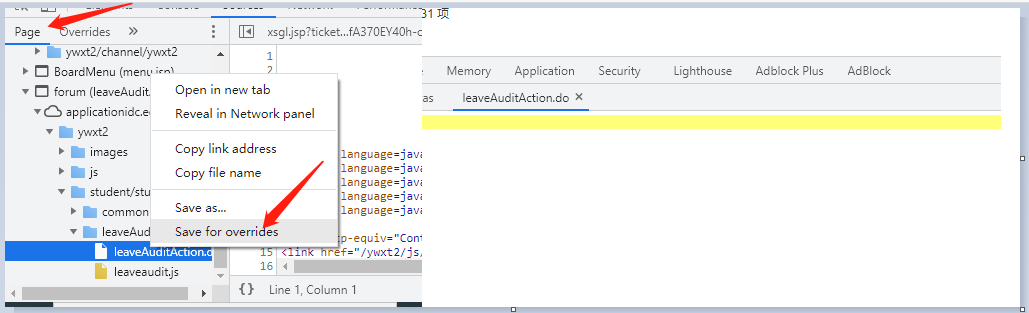 31 项
Page
Overrides
»
xsgl.jsp?ticket...fA370EY40h-c
ywxt2/channel/ywxt2
BoardMenu (menu.jsp)
forum (leaveAudit.
applicationidc.e
ywxt2
images
js
student/stu
common
leaveAud
leaveAuditAction.d
leaveaudit.js
Open in new tab
Reveal in Network panel
Copy link address
Copy file name
Save as...
Save for overrides
1
2
15
16
<link href="/ywxt2/js/
{ } Line 1, Column 1
Memory Application Security Lighthouse Adblock Plus AdBlock
as leaveAuditAction.do ✕
language=java
language=java
language=java
language=java
language=java
p-equiv="Cont